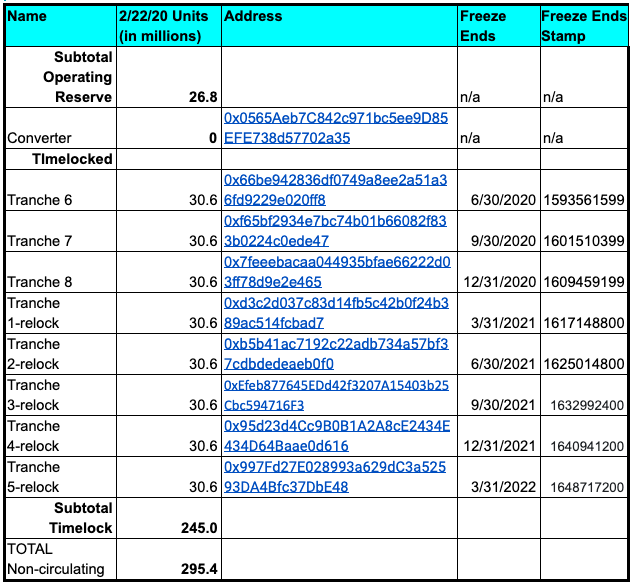 Name 2/22/20 Units (in millions) Address Freeze Ends Freeze Ends Stamp
Subtotal Operating Reserve 26.8 n/a n/a
Converter 0 0x0565Aeb7C842c971bc5ee9D85EFE738d57702a35 n/a n/a
TImelocked
Tranche 6 30.6 0x66be942836df0749a8ee2a51a36fd9229e020ff8 6/30/2020 1593561599
Tranche 7 30.6 0xf65bf2934e7bc74b01b66082f833b0224c0ede47 9/30/2020 1601510399
Tranche 8 30.6 0x7feeebacaa044935bfae66222d03ff78d9e2e465 12/31/2020 1609459199
Tranche 1-relock 30.6 0xd3c2d037c83d14fb5c42b0f24b389ac514fcbad7 3/31/2021 1617148800
Tranche 2-relock 30.6 0xb5b41ac7192c22adb734a57bf37cdbdedeaeb0f0 6/30/2021 1625014800
Tranche 3-relock 30.6 0xEfeb877645EDd42f3207A15403b25Cbc594716F3 9/30/2021 1632992400
Tranche 4-relock 30.6 0x95d23d4Cc9B0B1A2A8cE2434E434D64Baae0d616 12/31/2021 1640941200
Tranche 5-relock 30.6 0x997Fd27E028993a629dC3a52593DA4Bfc37DbE48 3/31/2022 1648717200
Subtotal Timelock 245.0
TOTAL Non-circulating 295.4